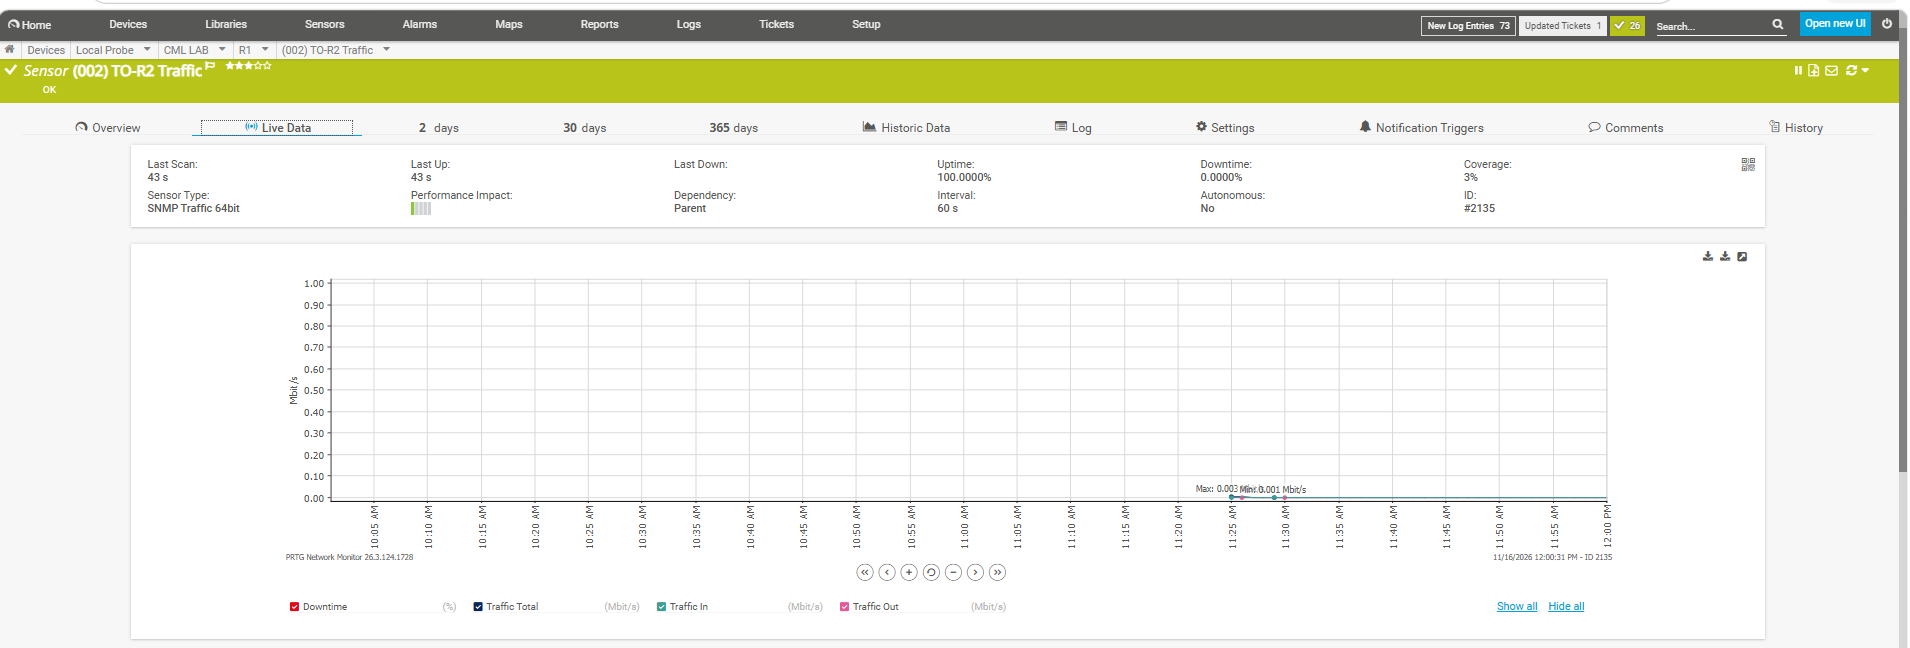 Home Devices Libraries Sensors Alarms Maps Reports Logs Tickets Setup New Log Entries 73 Updated Tickets 1 26 Search... Open new UI
Devices Local Probe CML LAB R1 (002) TO-R2 Traffic
Sensor (002) TO-R2 Traffic
OK
Overview Live Data 2 days 30 days 365 days Historic Data Log Settings Notification Triggers Comments History
Last Scan: Last Up: Last Down: Uptime: Downtime: Coverage:
43 s 43 s 100.0000% 0.0000% 3%
Sensor Type: Performance Impact: Dependency: Interval: Autonomous: ID:
SNMP Traffic 64bit Parent 60 s No #2135
1.00
0.90
0.80
0.70
0.60
0.50
0.40
0.30
0.20
0.10
0.00
Mbit/s
Max: 0.003 Min: 0.001 Mbit/s
10:05 AM 10:10 AM 10:15 AM 10:20 AM 10:25 AM 10:30 AM 10:35 AM 10:40 AM 10:45 AM 10:50 AM 10:55 AM 11:00 AM 11:05 AM 11:10 AM 11:15 AM 11:20 AM 11:25 AM 11:30 AM 11:35 AM 11:40 AM 11:45 AM 11:50 AM 11:55 AM 12:00 PM
PRTG Network Monitor 26.3.124.1728 11/16/2026 12:00:31 PM - ID 2135
Downtime (%) Traffic Total (Mbit/s) Traffic In (Mbit/s) Traffic Out (Mbit/s) Show all Hide all